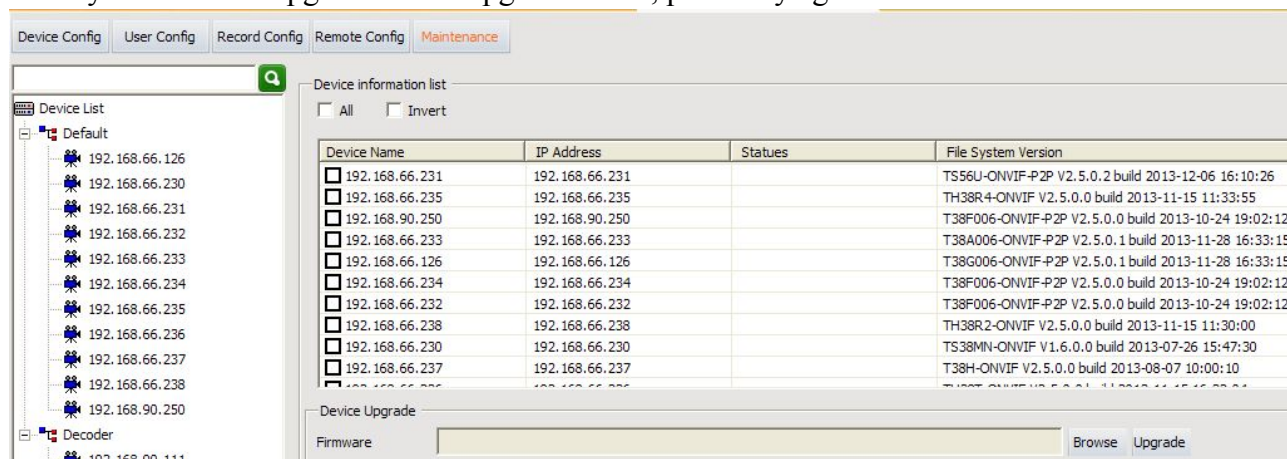 Device Config User Config Record Config Remote Config Maintenance
Device List
Default
192.168.66.126
192.168.66.230
192.168.66.231
192.168.66.232
192.168.66.233
192.168.66.234
192.168.66.235
192.168.66.236
192.168.66.237
192.168.66.238
192.168.90.250
Decoder
Device information list
All Invert
Device Name IP Address Statues File System Version
192.168.66.231 192.168.66.231 TS56U-ONVIF-P2P V2.5.0.2 build 2013-12-06 16:10:26
192.168.66.235 192.168.66.235 TH38R4-ONVIF V2.5.0.0 build 2013-11-15 11:33:55
192.168.90.250 192.168.90.250 T38F006-ONVIF-P2P V2.5.0.0 build 2013-10-24 19:02:12
192.168.66.233 192.168.66.233 T38A006-ONVIF-P2P V2.5.0.1 build 2013-11-28 16:33:15
192.168.66.126 192.168.66.126 T38G006-ONVIF-P2P V2.5.0.1 build 2013-11-28 16:33:15
192.168.66.234 192.168.66.234 T38F006-ONVIF-P2P V2.5.0.0 build 2013-10-24 19:02:12
192.168.66.232 192.168.66.232 T38F006-ONVIF-P2P V2.5.0.0 build 2013-10-24 19:02:12
192.168.66.238 192.168.66.238 TH38R2-ONVIF V2.5.0.0 build 2013-11-15 11:30:00
192.168.66.230 192.168.66.230 TS38MN-ONVIF V1.6.0.0 build 2013-07-26 15:47:30
192.168.66.237 192.168.66.237 T38H-ONVIF V2.5.0.0 build 2013-08-07 10:00:10
Device Upgrade
Firmware Browse Upgrade